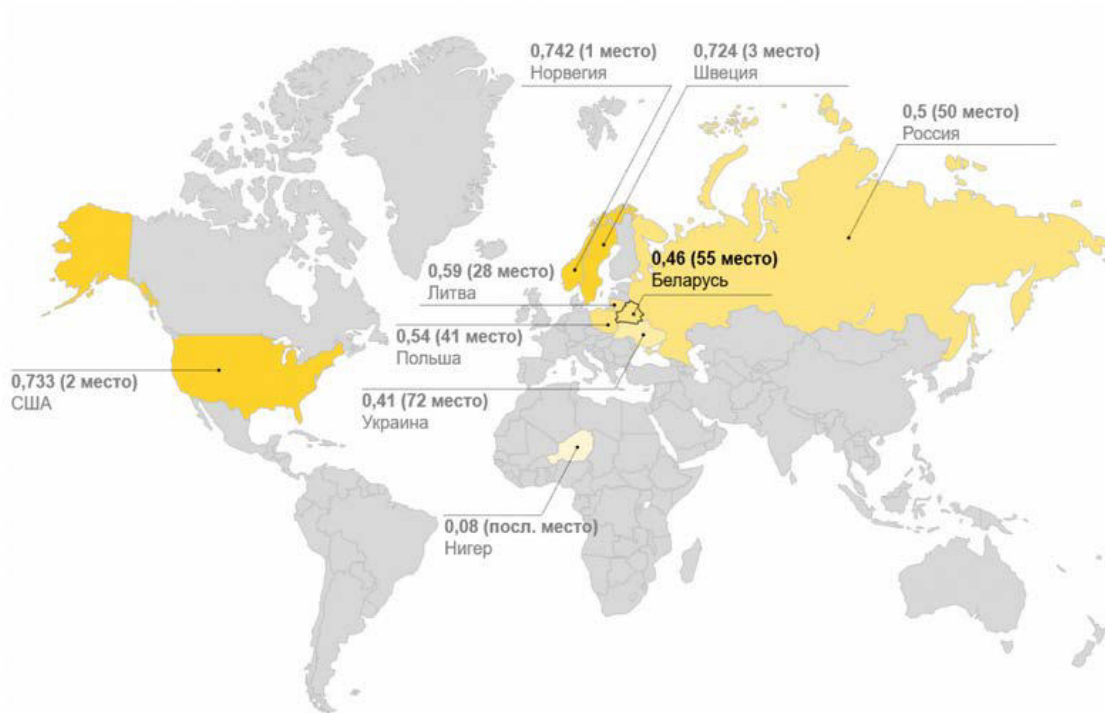 0,742 (1 место)
Норвегия
0,724 (3 место)
Швеция
0,5 (50 место)
Россия
0,59 (28 место)
Литва
0,46 (55 место)
Беларусь
0,54 (41 место)
Польша
0,733 (2 место)
США
0,41 (72 место)
Украина
0,08 (посл. место)
Нигер